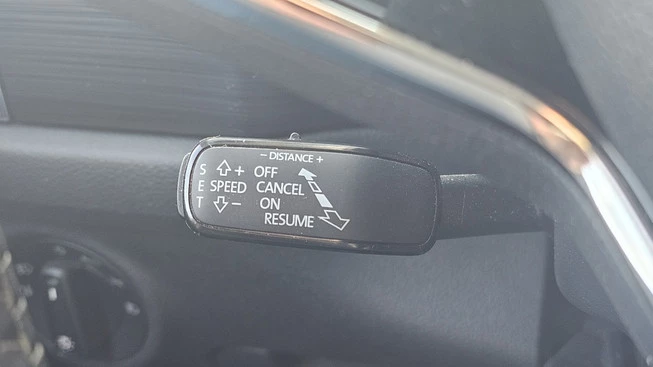 − DISTANCE +
S + OFF
E SPEED CANCEL
T − ON
RESUME